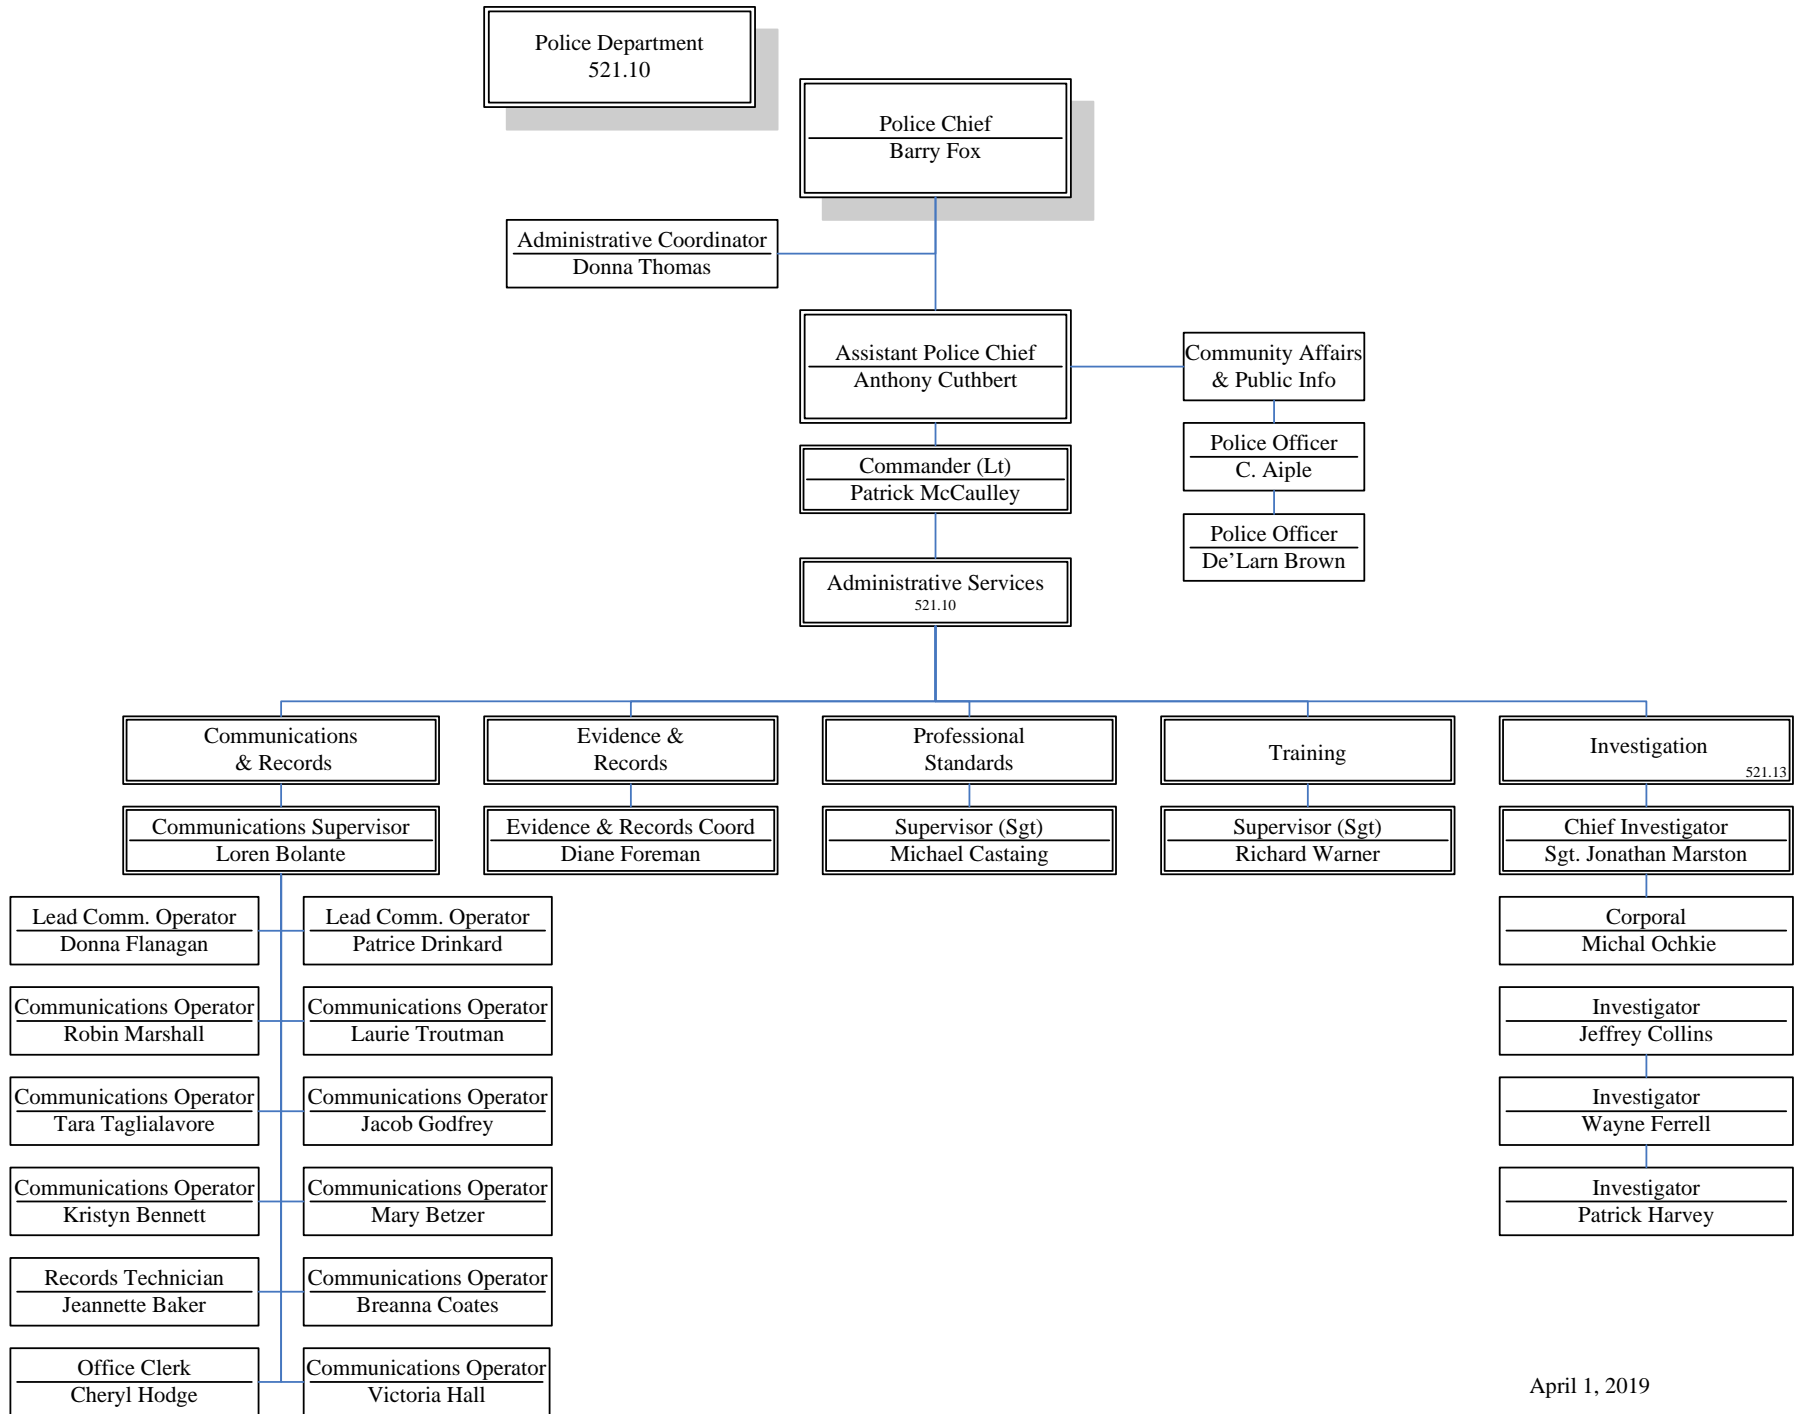 Police Department
521.10
Police Chief
Barry Fox
Administrative Coordinator
Donna Thomas
Assistant Police Chief
Anthony Cuthbert
Community Affairs
& Public Info
Police Officer
C. Aiple
Police Officer
De’Larn Brown
Commander (Lt)
Patrick McCaulley
Administrative Services
521.10
Communications
& Records
Communications Supervisor
Loren Bolante
Lead Comm. Operator
Donna Flanagan
Lead Comm. Operator
Patrice Drinkard
Communications Operator
Robin Marshall
Communications Operator
Laurie Troutman
Communications Operator
Tara Taglialavore
Communications Operator
Jacob Godfrey
Communications Operator
Kristyn Bennett
Communications Operator
Mary Betzer
Records Technician
Jeannette Baker
Communications Operator
Breanna Coates
Office Clerk
Cheryl Hodge
Communications Operator
Victoria Hall
Evidence &
Records
Evidence & Records Coord
Diane Foreman
Professional
Standards
Supervisor (Sgt)
Michael Castaing
Training
Supervisor (Sgt)
Richard Warner
Investigation
521.13
Chief Investigator
Sgt. Jonathan Marston
Corporal
Michal Ochkie
Investigator
Jeffrey Collins
Investigator
Wayne Ferrell
Investigator
Patrick Harvey
April 1, 2019